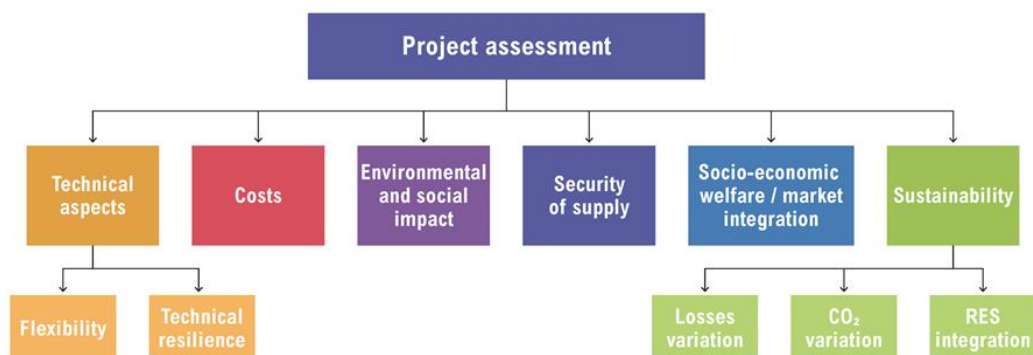 Project assessment
Technical
aspects
Costs
Environmental
and social
impact
Security
of supply
Socio-economic
welfare / market
integration
Sustainability
Flexibility
Technical
resilience
Losses
variation
CO₂
variation
RES
integration